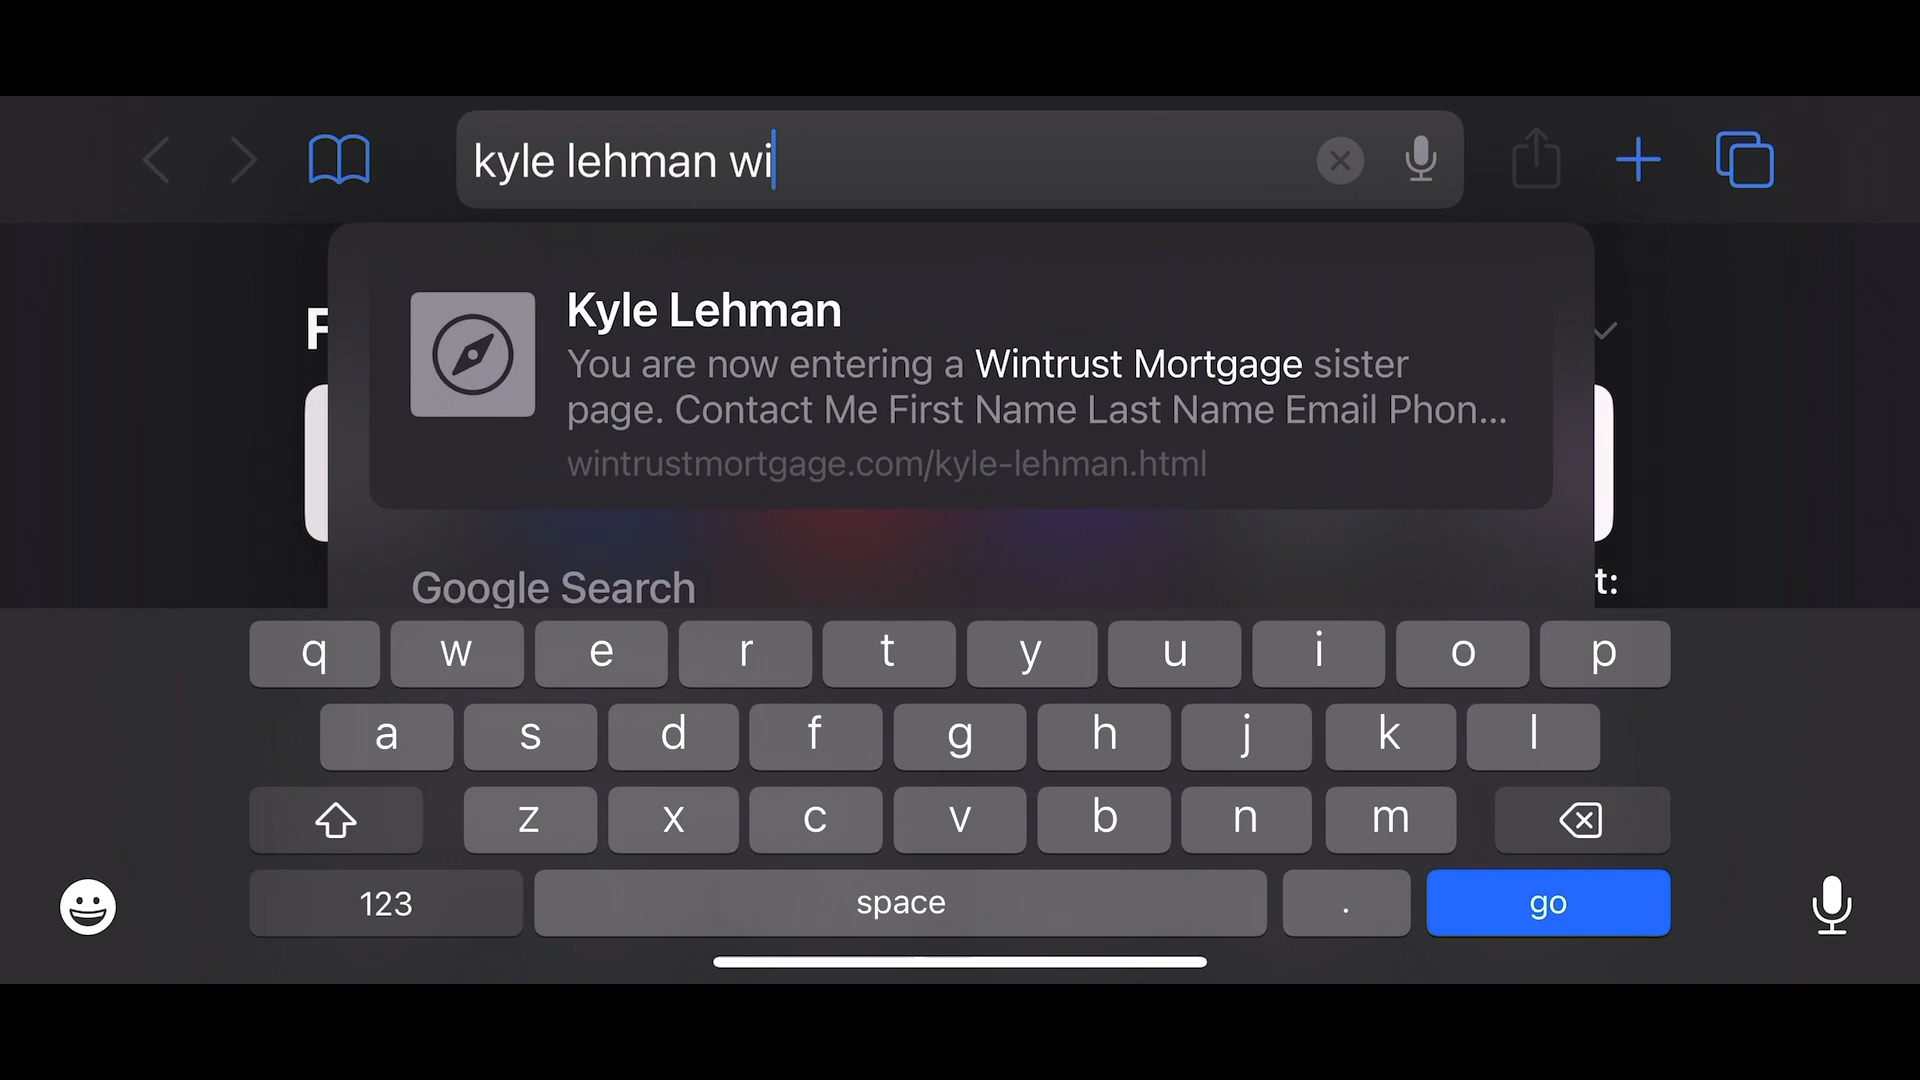 kyle lehman wi
F
Kyle Lehman
You are now entering a Wintrust Mortgage sister
page. Contact Me First Name Last Name Email Phon...
wintrustmortgage.com/kyle-lehman.html
Google Search
t:
q w e r t y u i o p
a s d f g h j k l
z x c v b n m
123 space . go